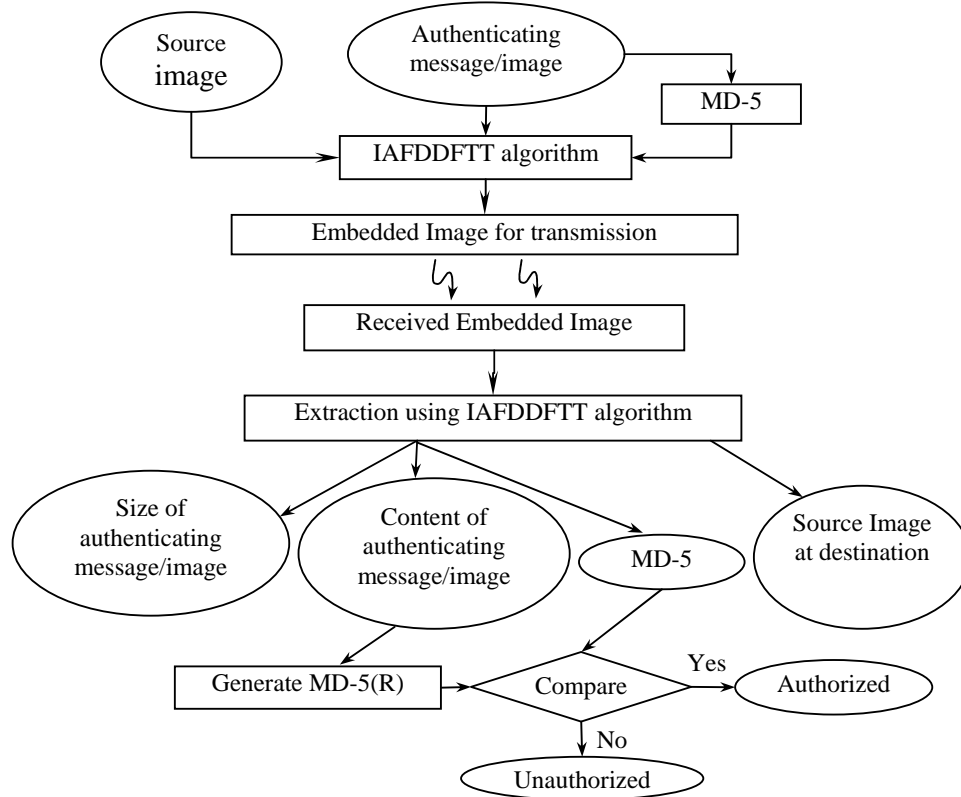 Source
image
Authenticating
message/image
MD-5
IAFDDFTT algorithm
Embedded Image for transmission
Received Embedded Image
Extraction using IAFDDFTT algorithm
Size of
authenticating
message/image
Content of
authenticating
message/image
MD-5
Source Image
at destination
Generate MD-5(R)
Compare
Yes
Authorized
No
Unauthorized